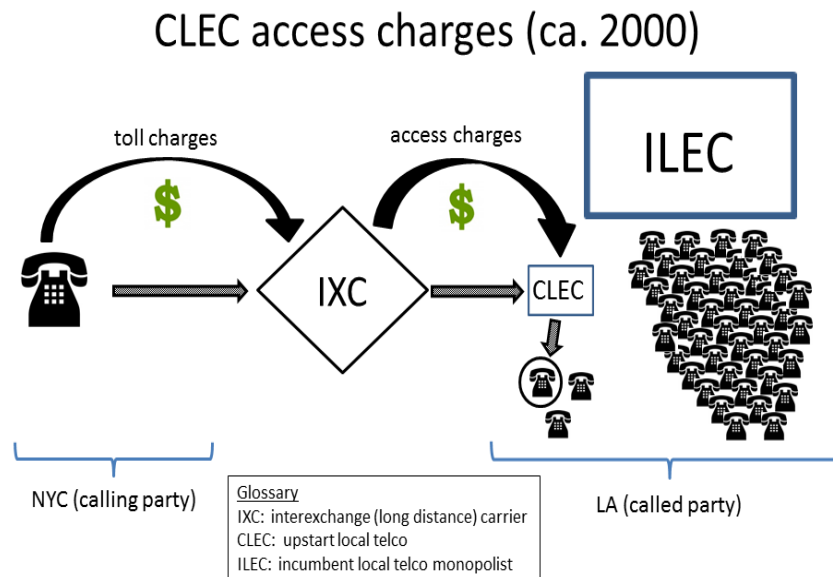 CLEC access charges (ca. 2000)
toll charges
access charges
$
$
ILEC
IXC
CLEC
NYC (calling party)
LA (called party)
Glossary
IXC: interexchange (long distance) carrier
CLEC: upstart local telco
ILEC: incumbent local telco monopolist